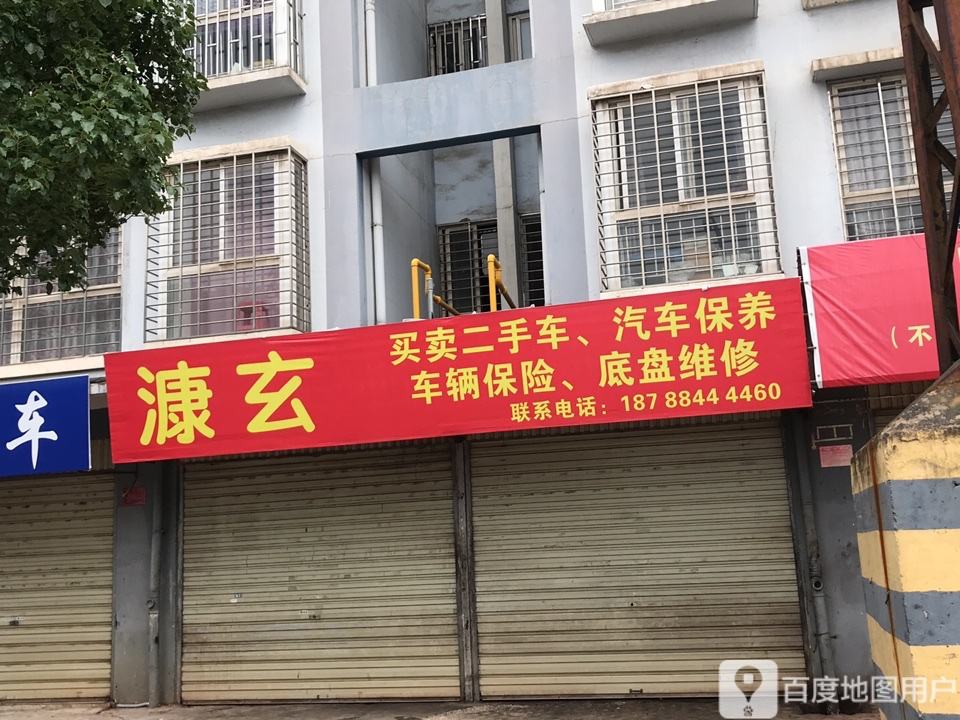 漮玄
买卖二手车、汽车保养
车辆保险、底盘维修
联系电话：187 8844 4460
车
（不
百度地图用户